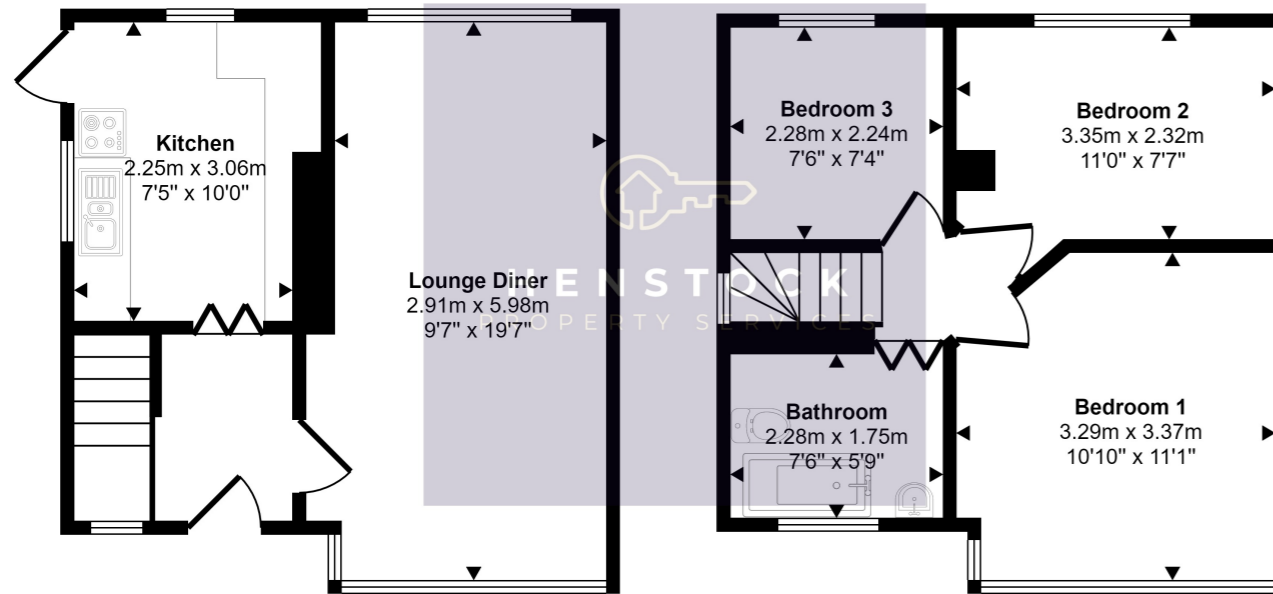 Kitchen
2.25m x 3.06m
7'5" x 10'0"
Lounge Diner
2.91m x 5.98m
9'7" x 19'7"
HENSTOCK
PROPERTY SERVICES
Bedroom 3
2.28m x 2.24m
7'6" x 7'4"
Bedroom 2
3.35m x 2.32m
11'0" x 7'7"
Bathroom
2.28m x 1.75m
7'6" x 5'9"
Bedroom 1
3.29m x 3.37m
10'10" x 11'1"